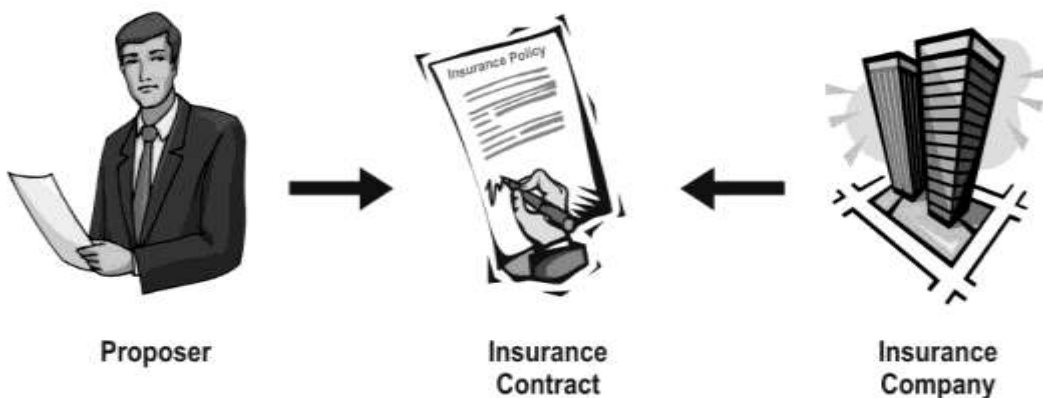 Insurance Policy
Proposer
Insurance
Contract
Insurance
Company